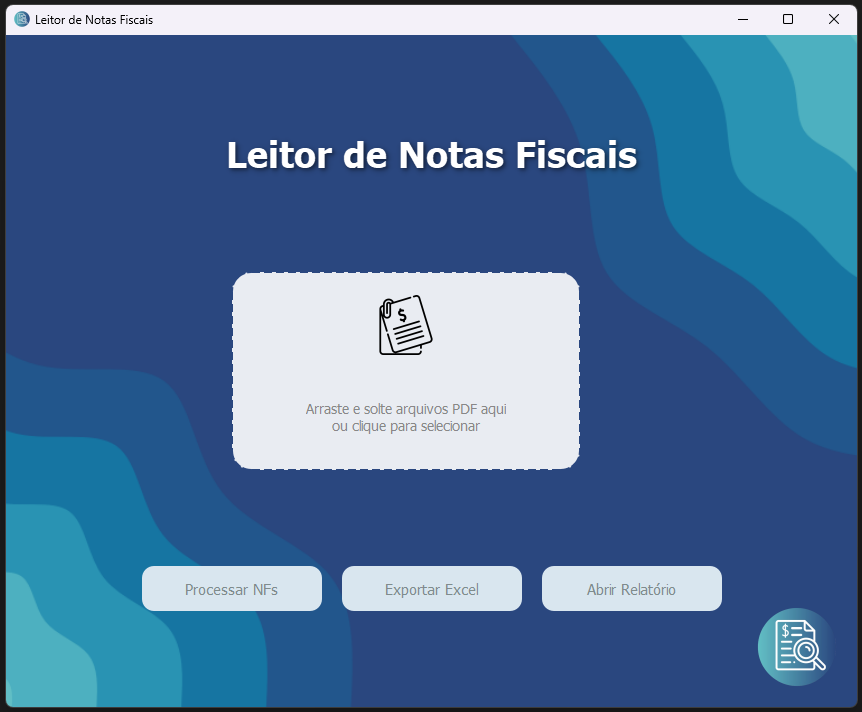 Leitor de Notas Fiscais
Leitor de Notas Fiscais
$
Arraste e solte arquivos PDF aqui
ou clique para selecionar
Processar NFs
Exportar Excel
Abrir Relatório
$